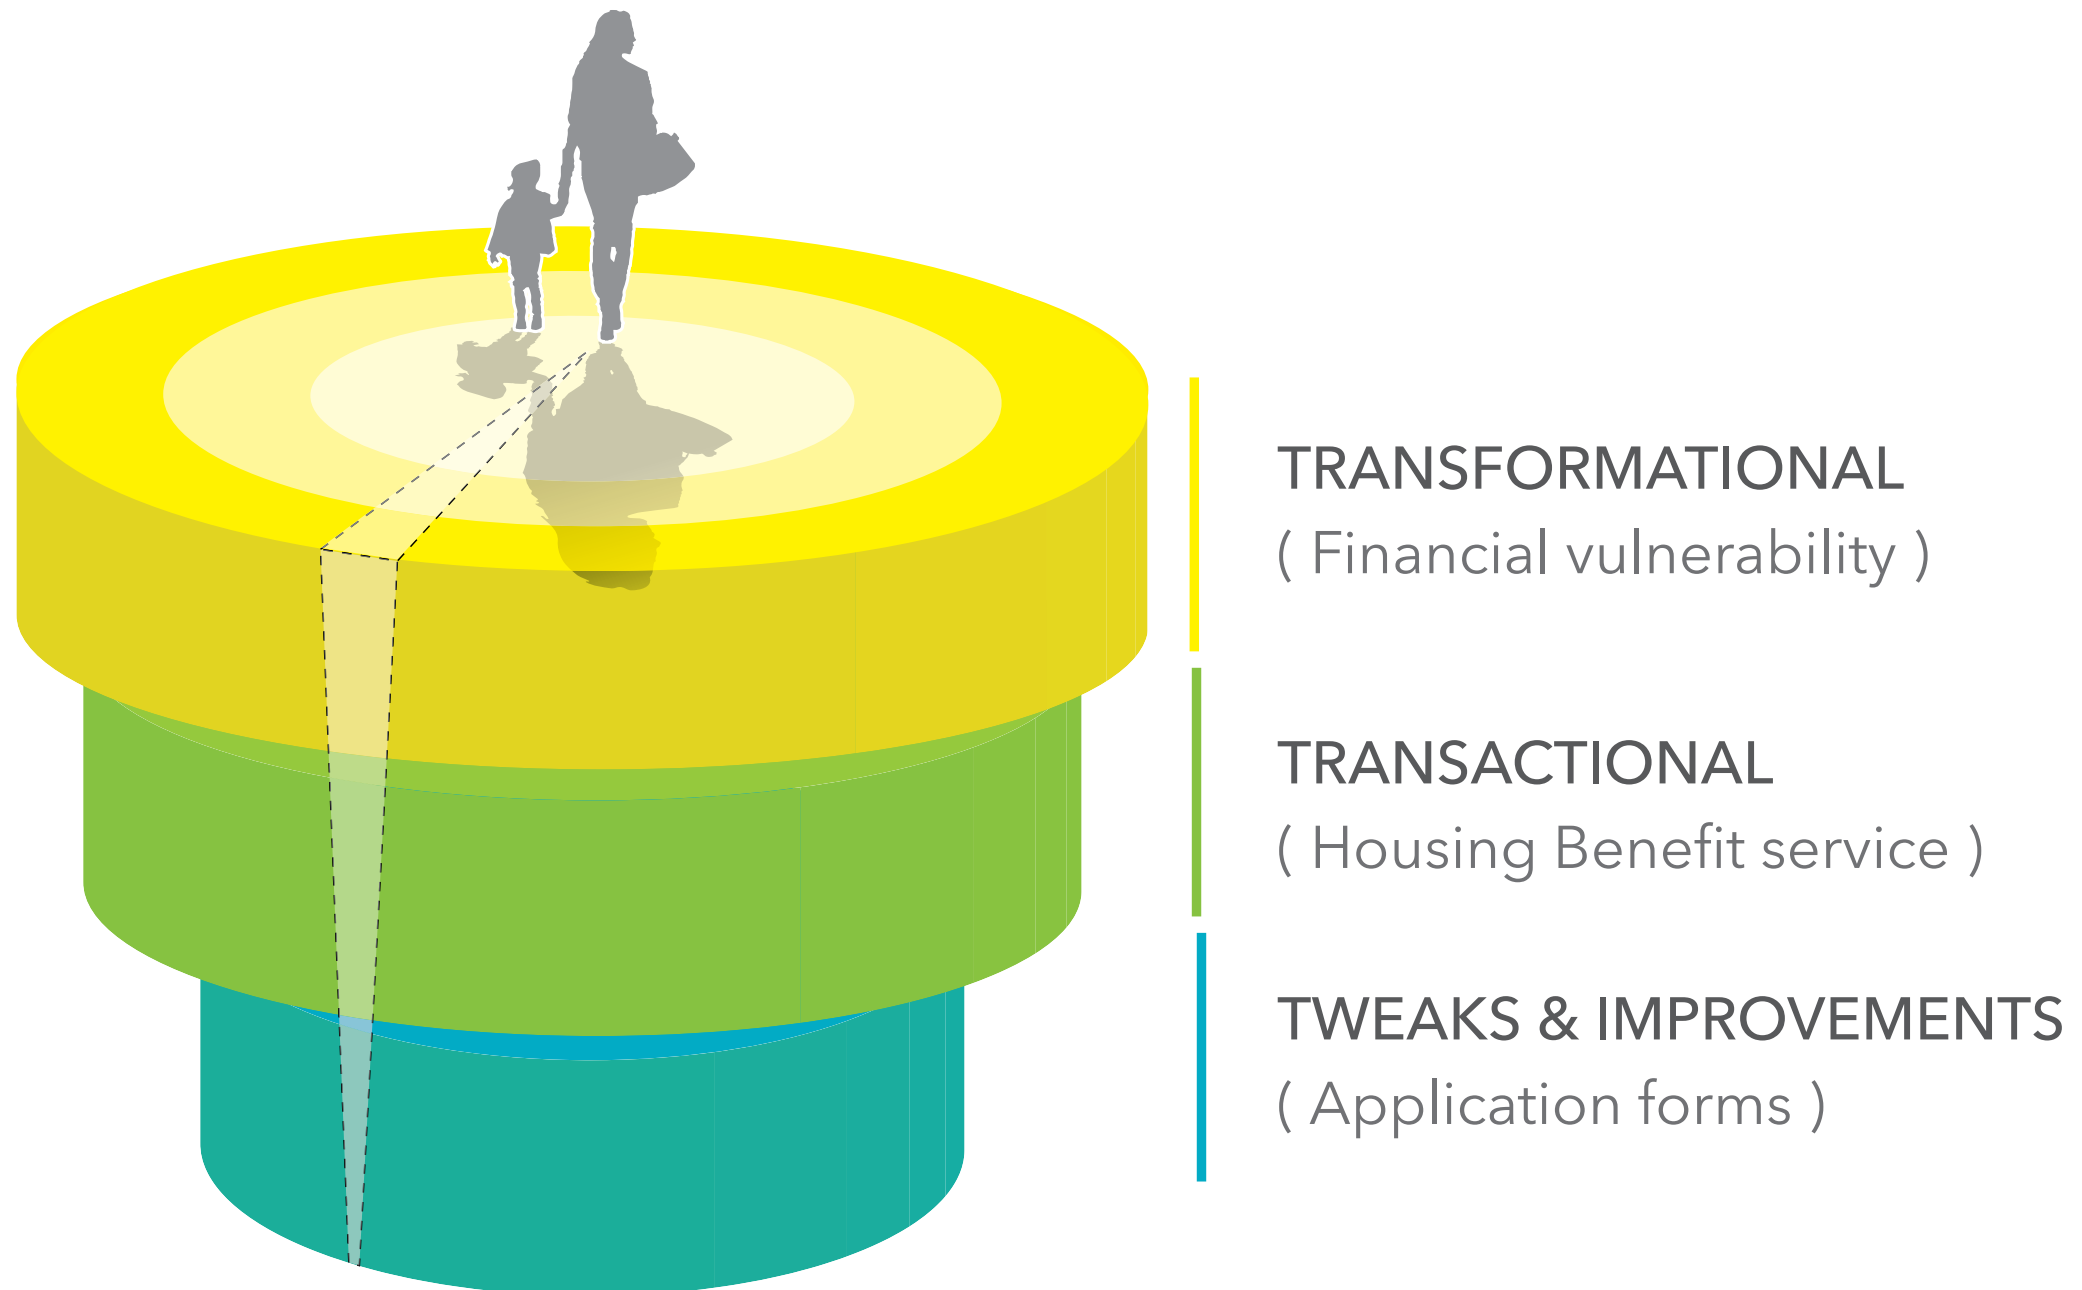 TRANSFORMATIONAL
( Financial vulnerability )
TRANSACTIONAL
( Housing Benefit service )
TWEAKS & IMPROVEMENTS
( Application forms )